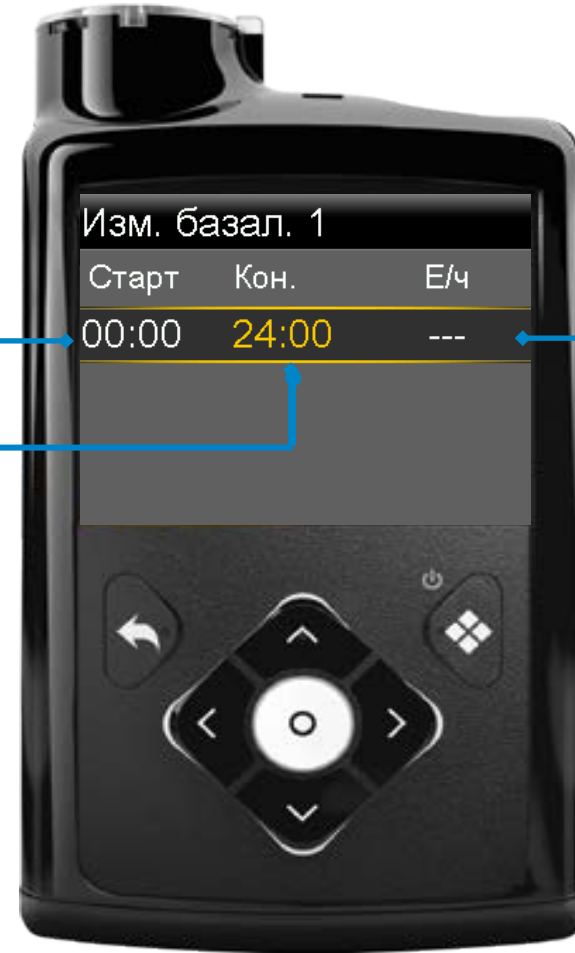 Изм. базал. 1
Старт Кон. Е/ч
00:00 24:00 ---